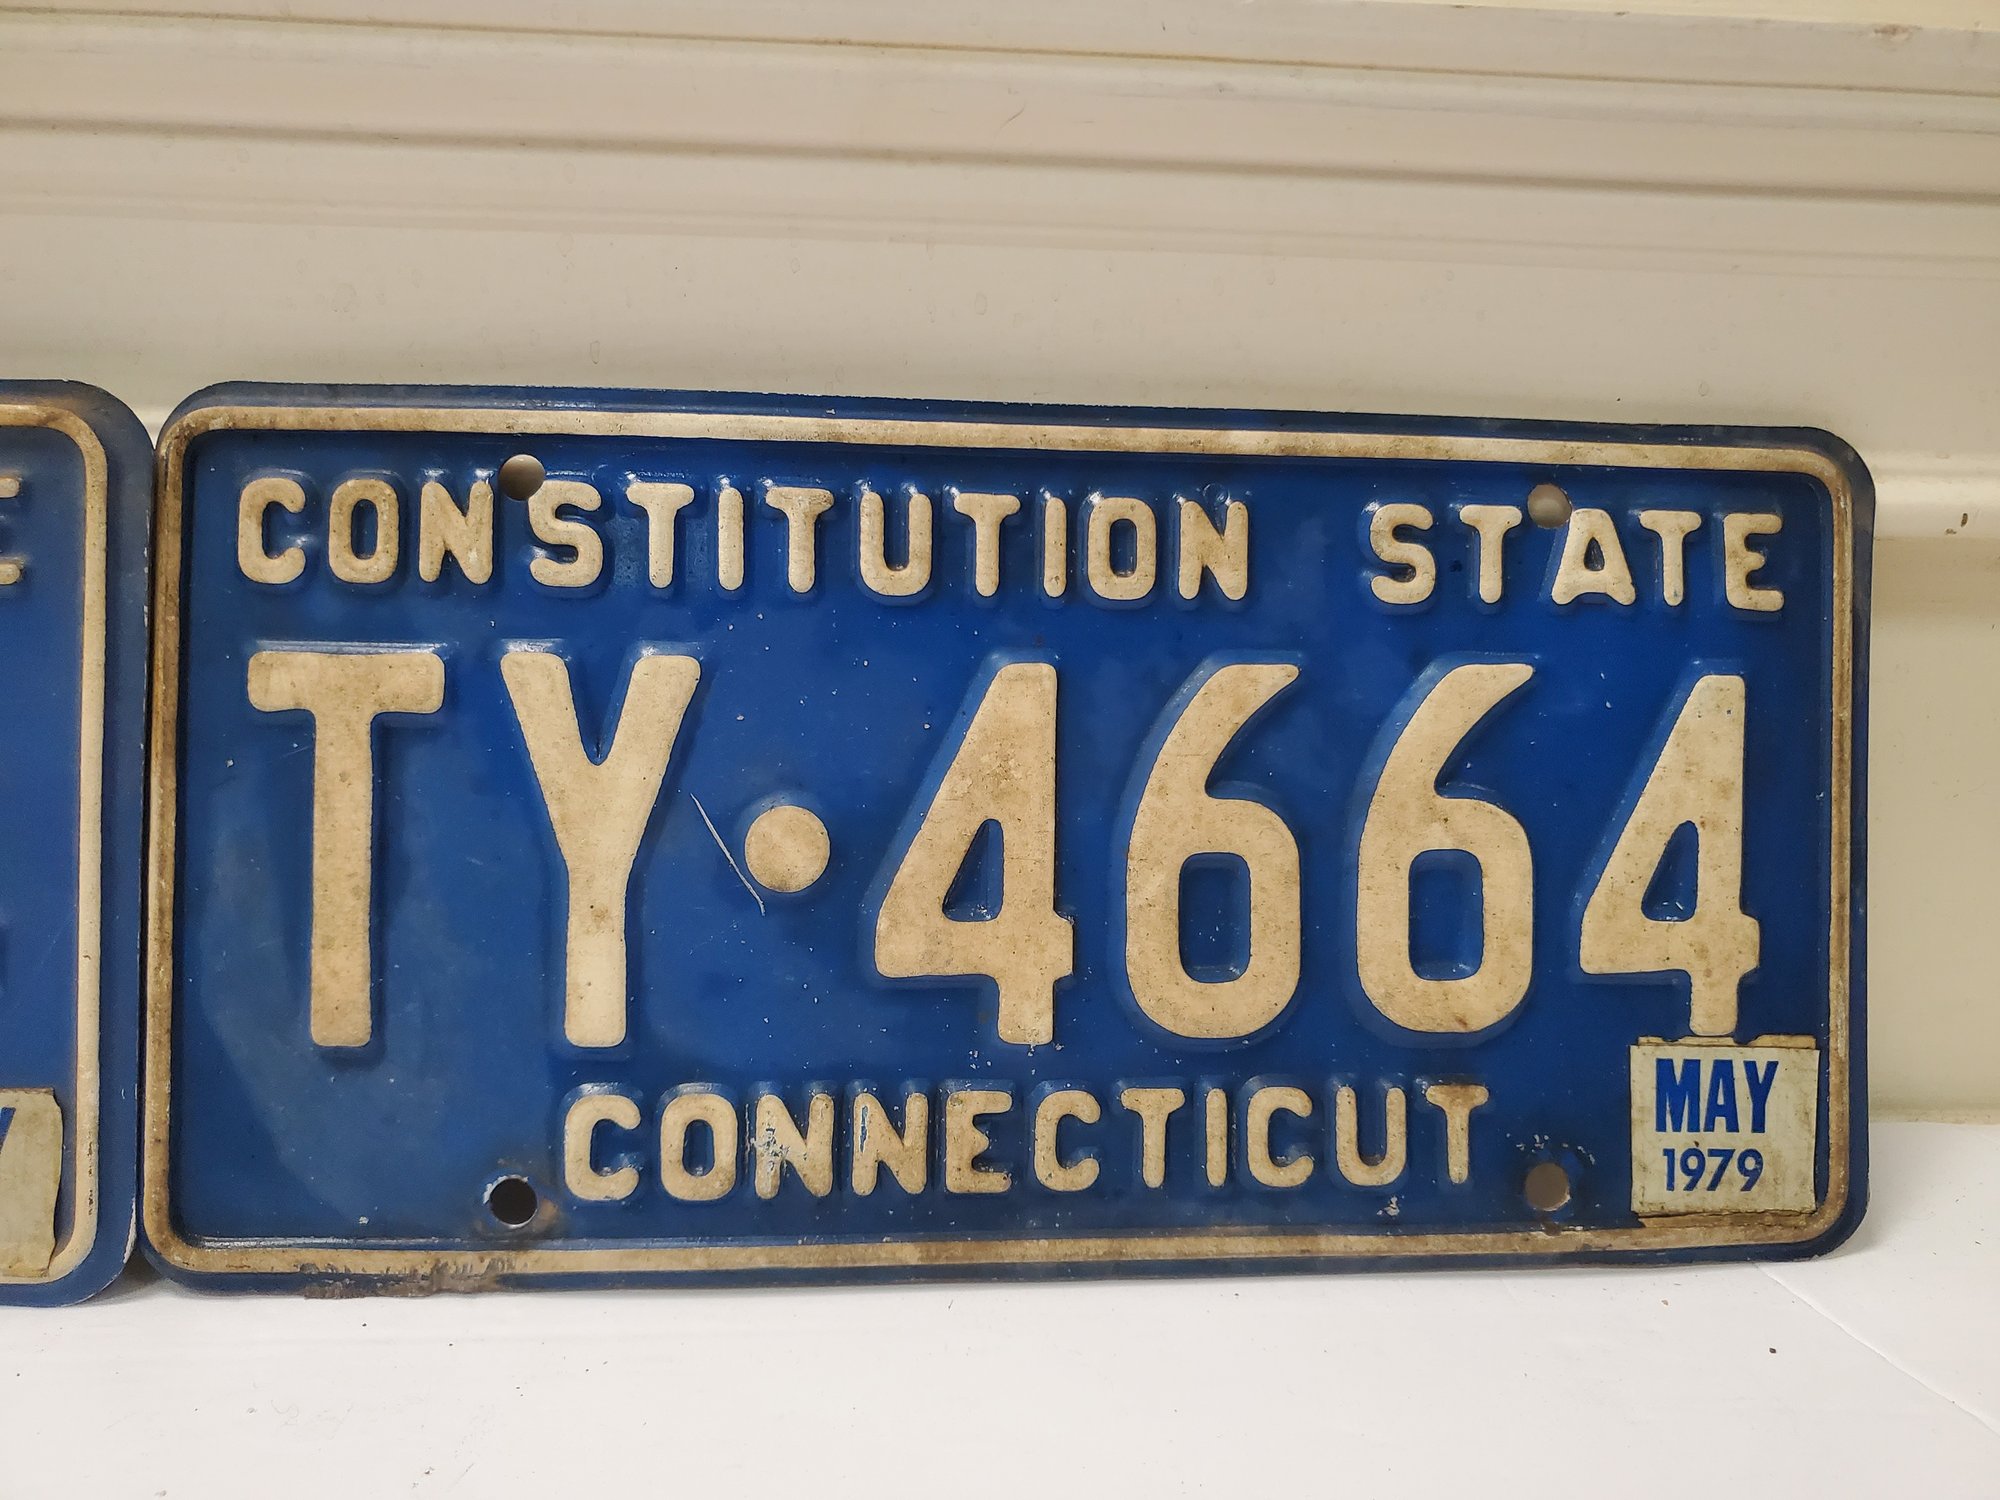 CONSTITUTION STATE
TY•4664
CONNECTICUT
MAY
1979